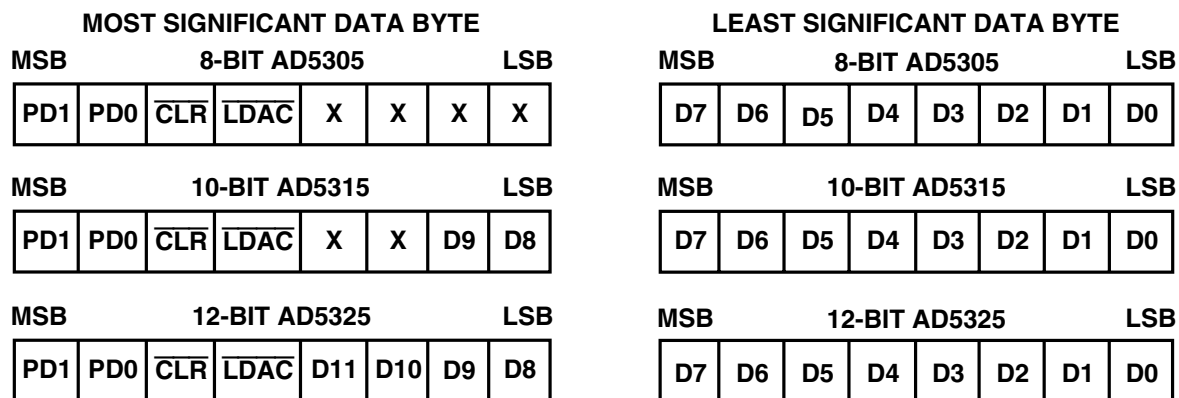 MOST SIGNIFICANT DATA BYTE
MSB 8-BIT AD5305 LSB
PD1 PD0 CLR LDAC X X X X
MSB 10-BIT AD5315 LSB
PD1 PD0 CLR LDAC X X D9 D8
MSB 12-BIT AD5325 LSB
PD1 PD0 CLR LDAC D11 D10 D9 D8
LEAST SIGNIFICANT DATA BYTE
MSB 8-BIT AD5305 LSB
D7 D6 D5 D4 D3 D2 D1 D0
MSB 10-BIT AD5315 LSB
D7 D6 D5 D4 D3 D2 D1 D0
MSB 12-BIT AD5325 LSB
D7 D6 D5 D4 D3 D2 D1 D0